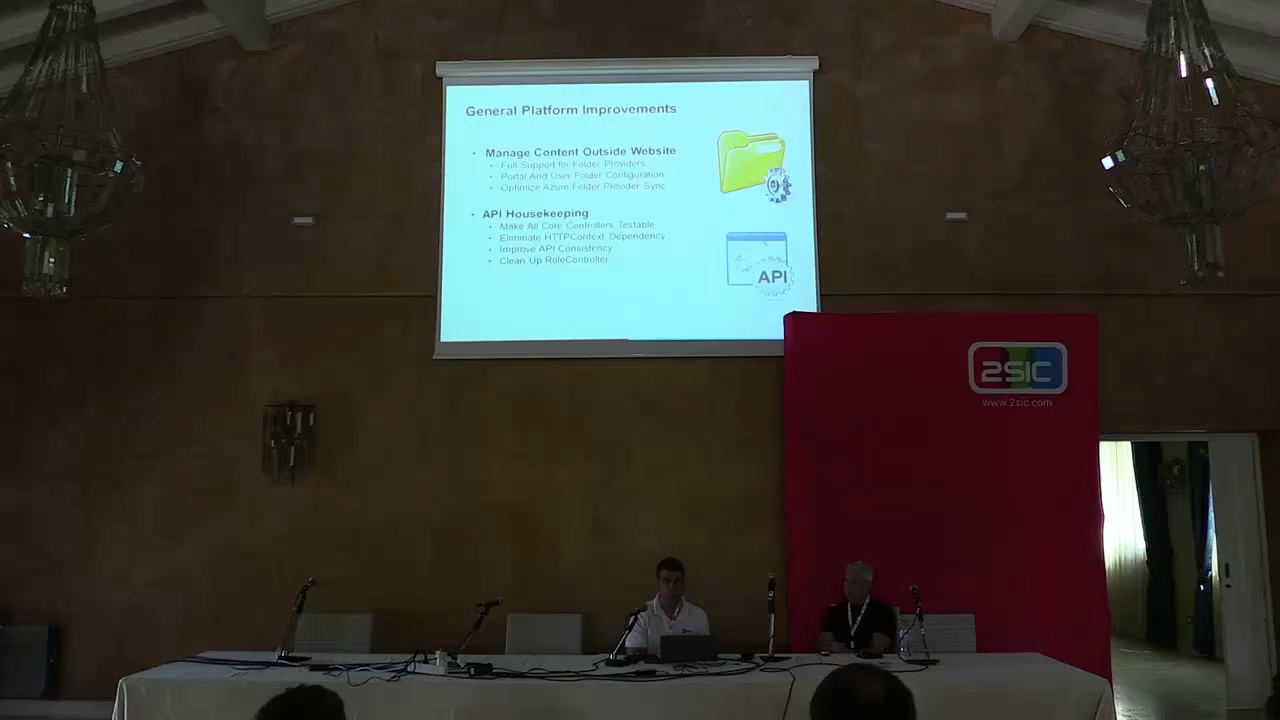 General Platform Improvements
• Manage Content Outside Website
• Full Support for Folder Providers
• Portal And User Folder Configuration
• Optimize Azure Folder Provider Sync
• API Housekeeping
• Make All Core Controllers Testable
• Eliminate HTTPContext Dependency
• Improve API Consistency
• Clean Up RoleController
API
2SIC
www.2sic.com